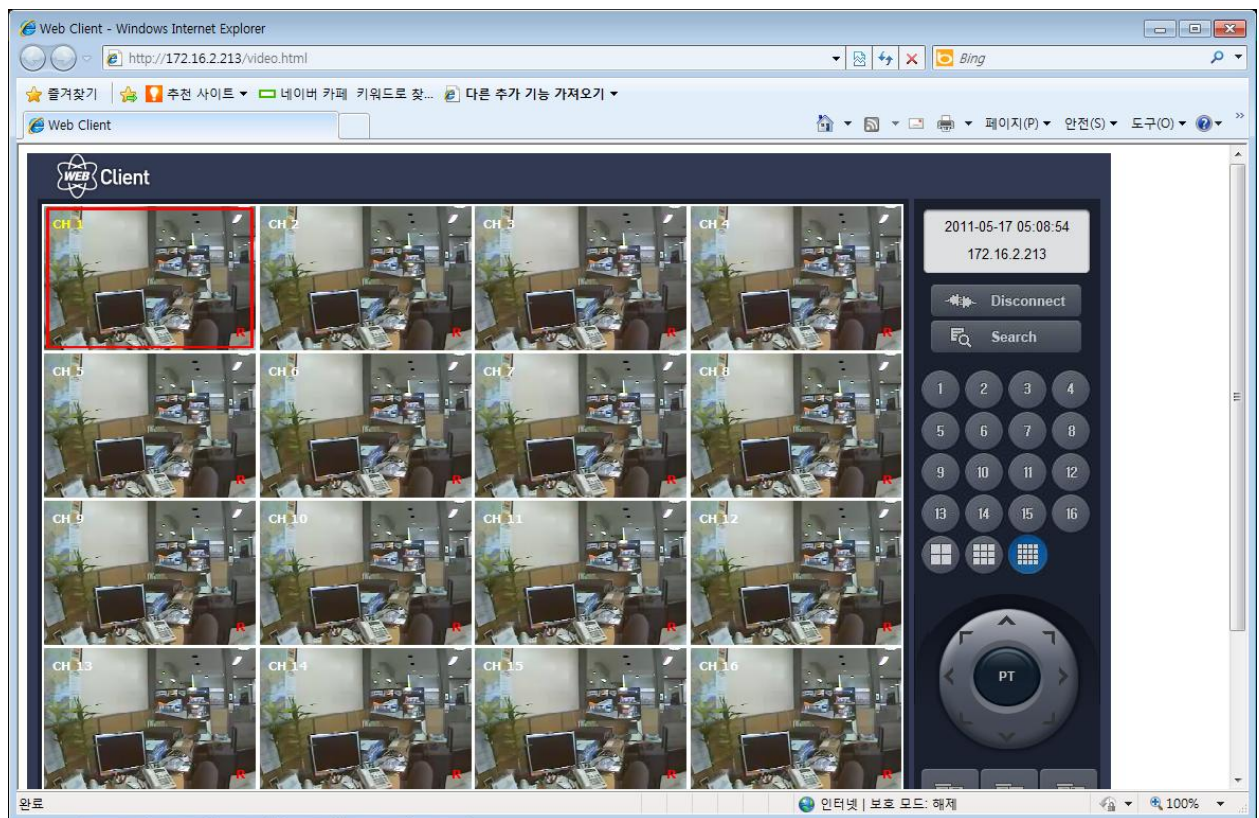 Web Client - Windows Internet Explorer
http://172.16.2.213/video.html
Bing
즐겨찾기 추천 사이트 네이버 카페 키워드로 찾... 다른 추가 기능 가져오기
Web Client
페이지(P) 안전(S) 도구(O)
WEB Client
CH 1 CH 2 CH 3 CH 4
R R R R
CH 5 CH 6 CH 7 CH 8
R R R R
CH 9 CH 10 CH 11 CH 12
R R R R
CH 13 CH 14 CH 15 CH 16
R R R R
2011-05-17 05:08:54
172.16.2.213
Disconnect
Search
1 2 3 4
5 6 7 8
9 10 11 12
13 14 15 16
PT
완료
인터넷 | 보호 모드: 해제
100%